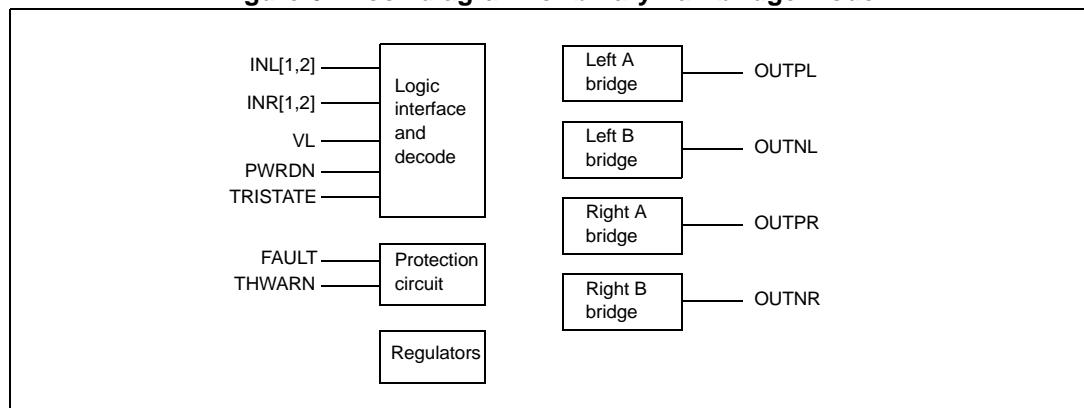 INL[1,2]
INR[1,2]
VL
PWRDN
TRISTATE
Logic
interface
and
decode
FAULT
THWARN
Protection
circuit
Regulators
Left A
bridge
OUTPL
Left B
bridge
OUTNL
Right A
bridge
OUTPR
Right B
bridge
OUTNR